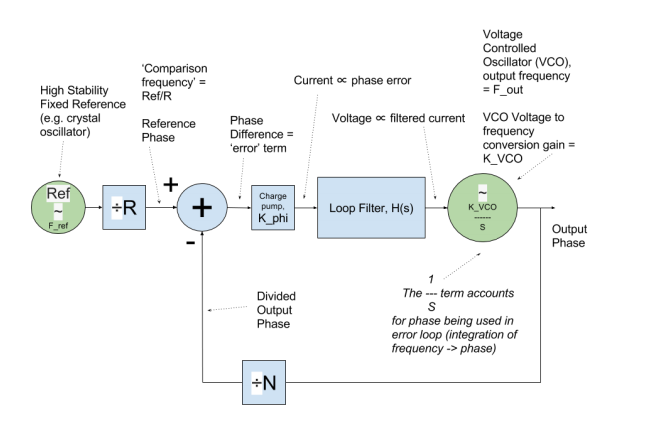 High Stability
Fixed Reference
(e.g. crystal
oscillator)
‘Comparison
frequency’ =
Ref/R
Reference
Phase
Phase
Difference =
‘error’ term
Current ∝ phase error
Voltage ∝ filtered current
Voltage
Controlled
Oscillator (VCO),
output frequency
= F_out
VCO Voltage to
frequency
conversion gain =
K_VCO
Ref
~
F_ref
÷R
+
+
-
Charge
pump,
K_phi
Loop Filter, H(s)
~
K_VCO
------
S
Output
Phase
1
The --- term accounts
S
for phase being used in
error loop (integration of
frequency -> phase)
Divided
Output
Phase
÷N